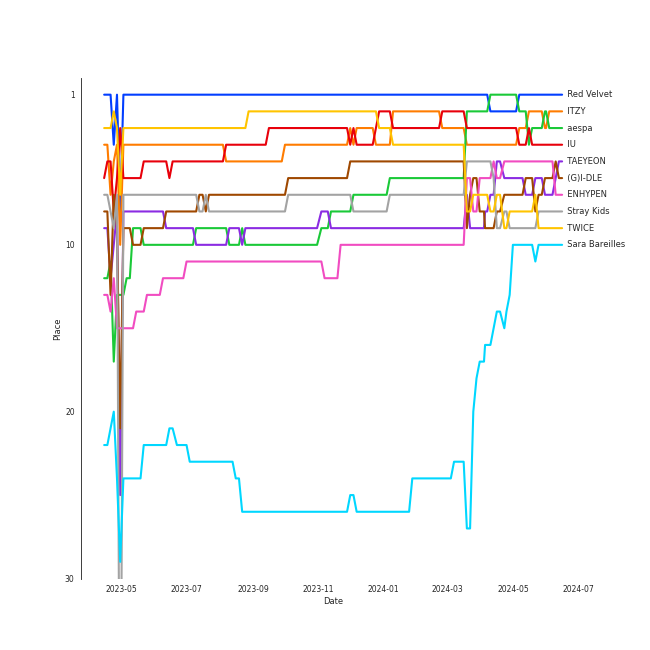 1
10
20
30
Place
2023-05
2023-07
2023-09
2023-11
2024-01
2024-03
2024-05
2024-07
Date
Red Velvet
ITZY
aespa
IU
TAEYEON
(G)I-DLE
ENHYPEN
Stray Kids
TWICE
Sara Bareilles